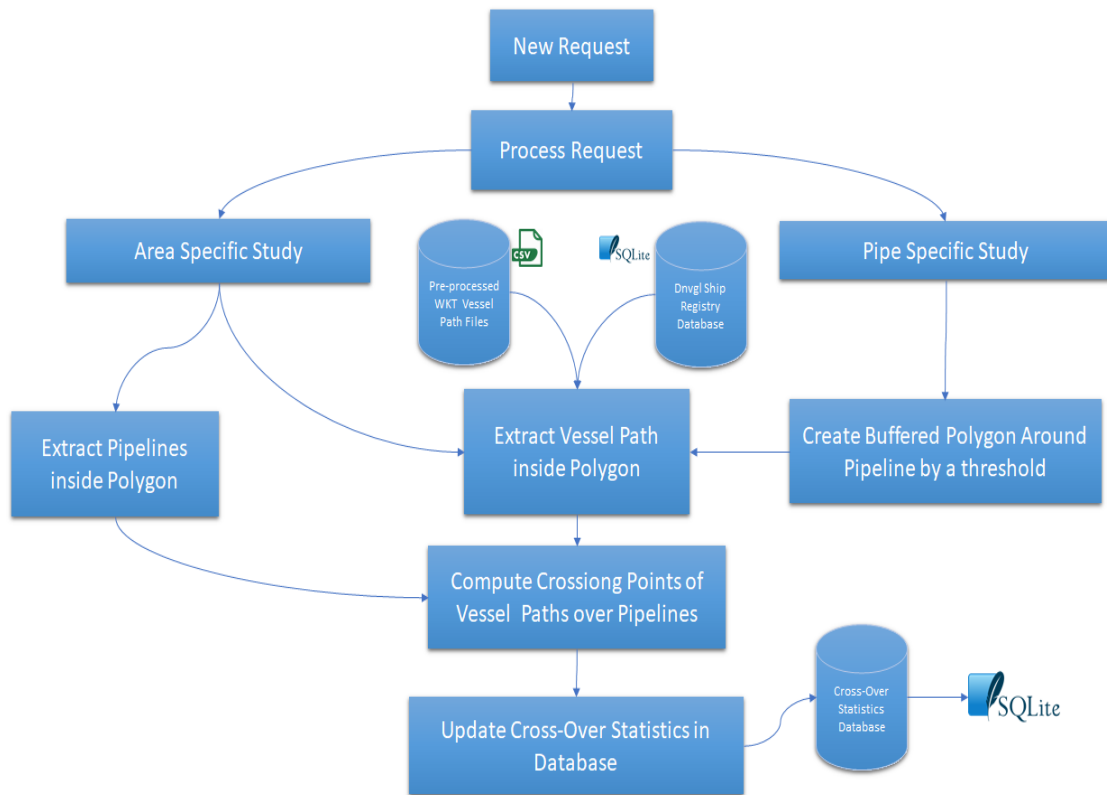 New Request
Process Request
Area Specific Study
CSV
Pre-processed
WKT Vessel
Path Files
SQLite
Dnvgl Ship
Registry
Database
Pipe Specific Study
Extract Pipelines
inside Polygon
Extract Vessel Path
inside Polygon
Create Buffered Polygon Around
Pipeline by a threshold
Compute Crossiong Points of
Vessel Paths over Pipelines
Update Cross-Over Statistics in
Database
Cross-Over
Statistics
Database
SQLite